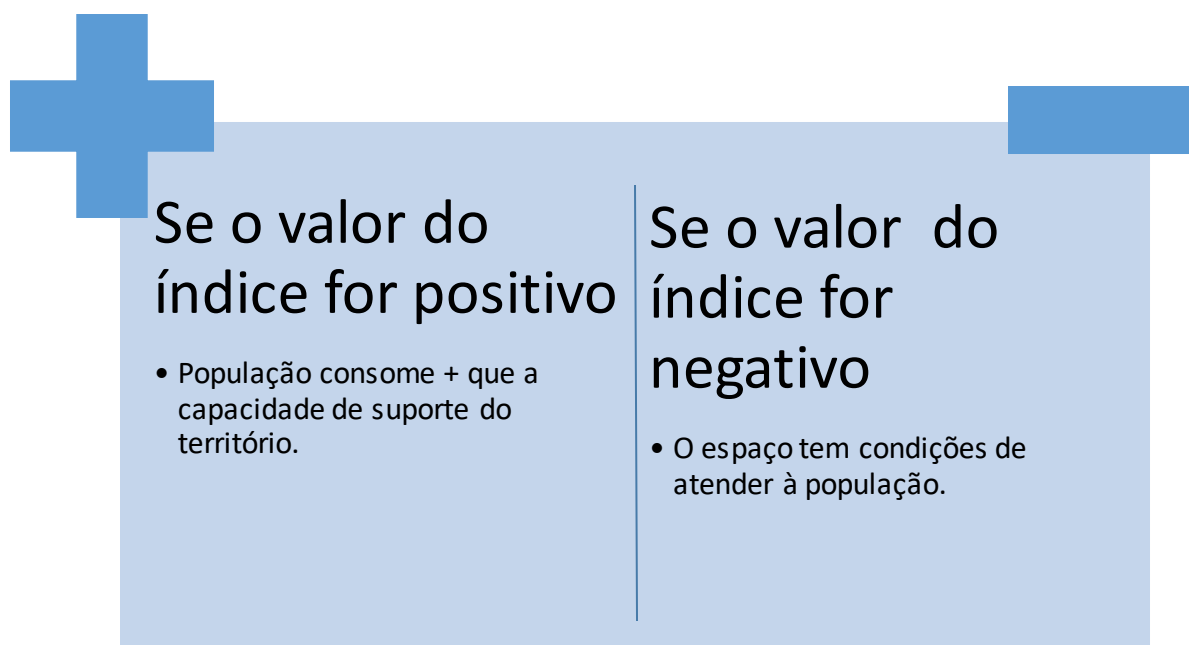 Se o valor do
índice for positivo
• População consome + que a
capacidade de suporte do
território.
Se o valor do
índice for
negativo
• O espaço tem condições de
atender à população.